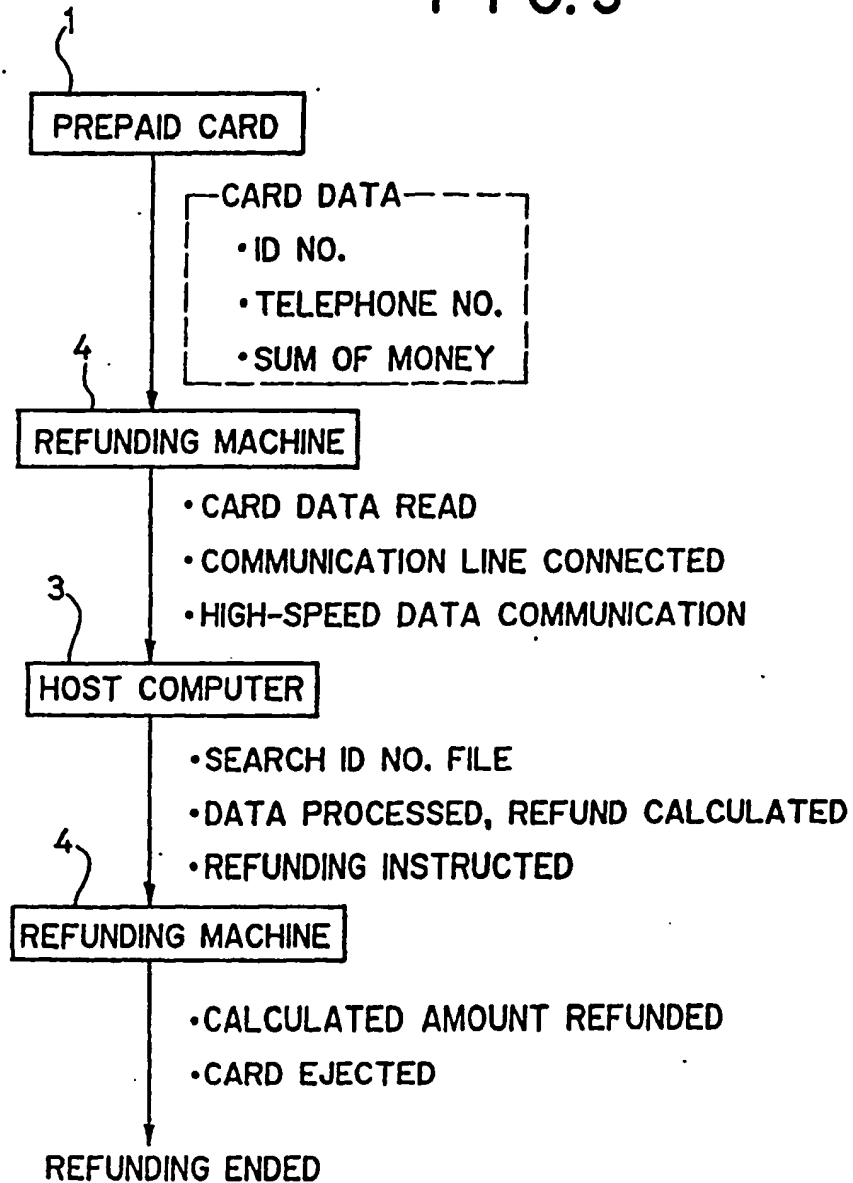 1
PREPAID CARD
CARD DATA
•ID NO.
•TELEPHONE NO.
•SUM OF MONEY
4
REFUNDING MACHINE
•CARD DATA READ
•COMMUNICATION LINE CONNECTED
•HIGH-SPEED DATA COMMUNICATION
3
HOST COMPUTER
•SEARCH ID NO. FILE
•DATA PROCESSED, REFUND CALCULATED
•REFUNDING INSTRUCTED
4
REFUNDING MACHINE
•CALCULATED AMOUNT REFUNDED
•CARD EJECTED
REFUNDING ENDED